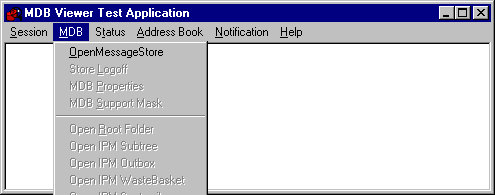 MDB Viewer Test Application
Session MDB Status Address Book Notification Help
OpenMessageStore
Store Logoff
MDB Properties
MDB Support Mask
Open Root Folder
Open IPM Subtree
Open IPM Outbox
Open IPM WasteBasket